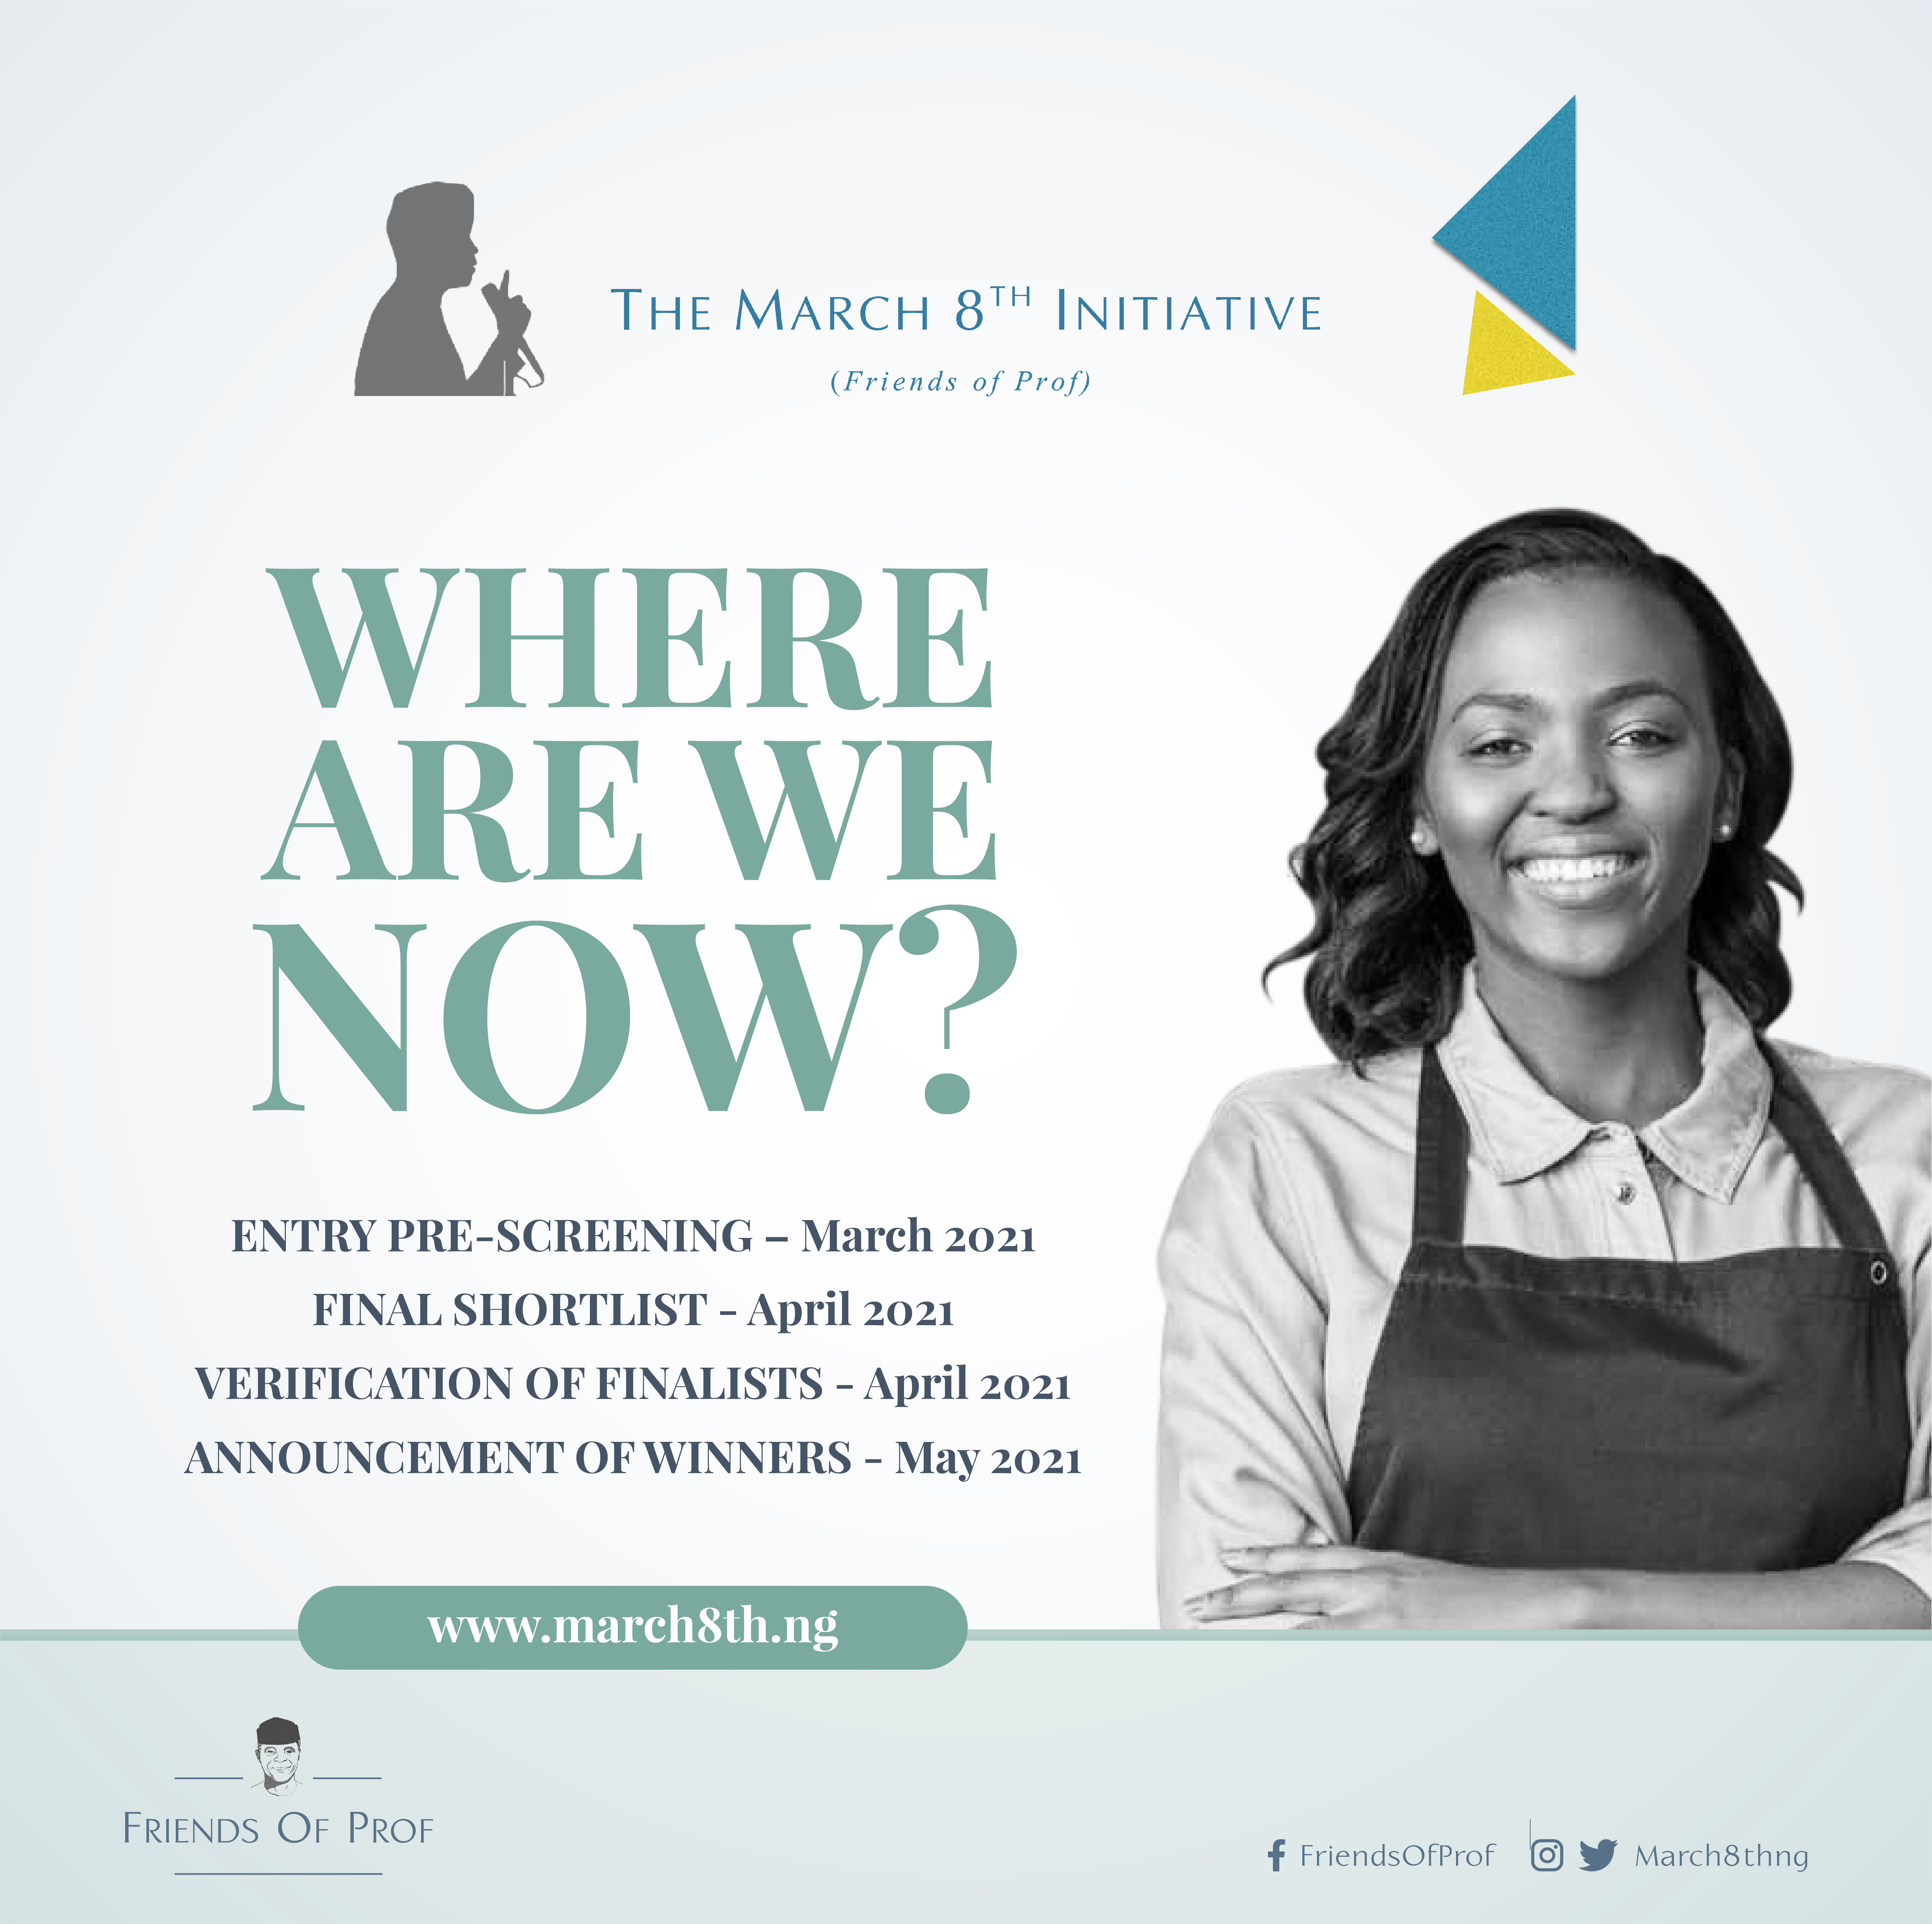 THE MARCH 8TH INITIATIVE
(Friends of Prof)
WHERE
ARE WE
NOW?
ENTRY PRE-SCREENING – March 2021
FINAL SHORTLIST - April 2021
VERIFICATION OF FINALISTS - April 2021
ANNOUNCEMENT OF WINNERS - May 2021
www.march8th.ng
FRIENDS OF PROF
FriendsOfProf March8thng